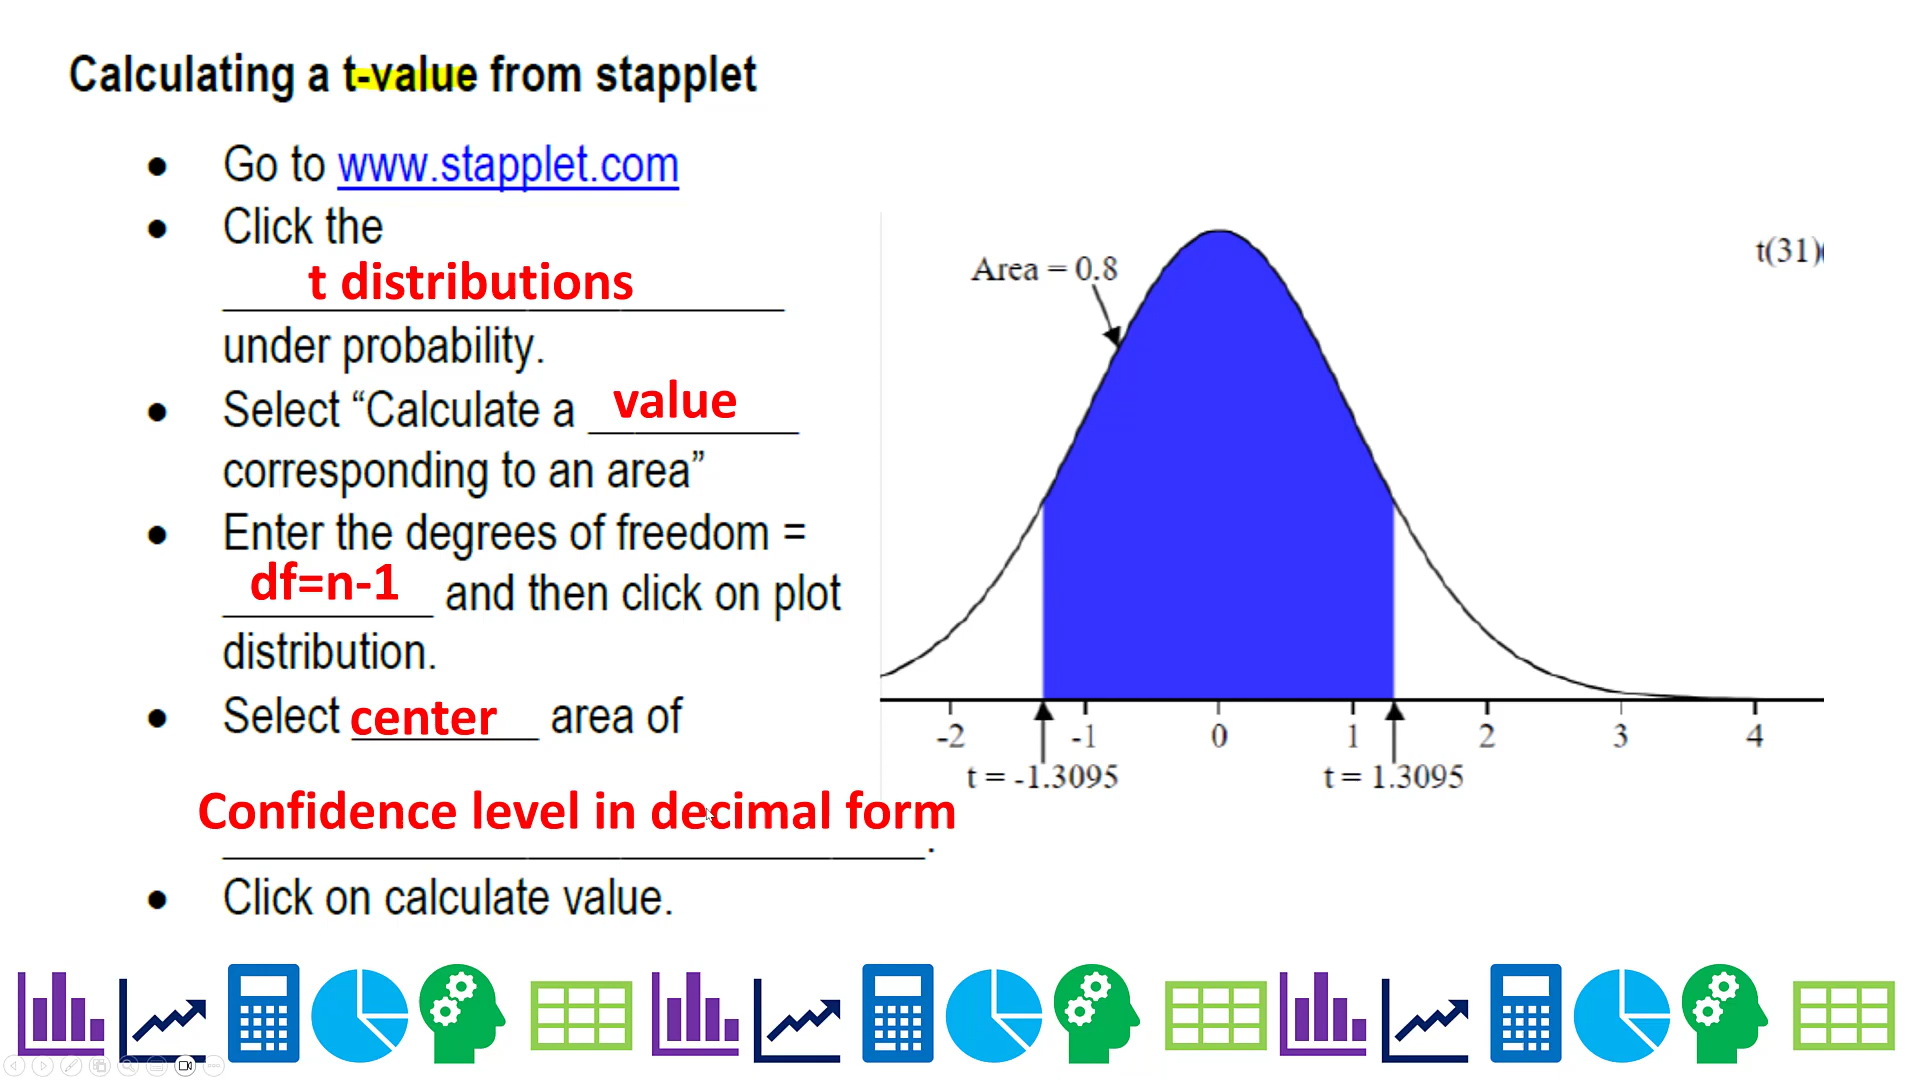 Calculating a t-value from stapplet
● Go to www.stapplet.com
● Click the
t distributions
under probability.
● Select “Calculate a value
corresponding to an area”
● Enter the degrees of freedom =
df=n-1 and then click on plot
distribution.
● Select center area of
Confidence level in decimal form.
● Click on calculate value.
Area = 0.8
t(31)
-2 -1 0 1 2 3 4
t = -1.3095 t = 1.3095